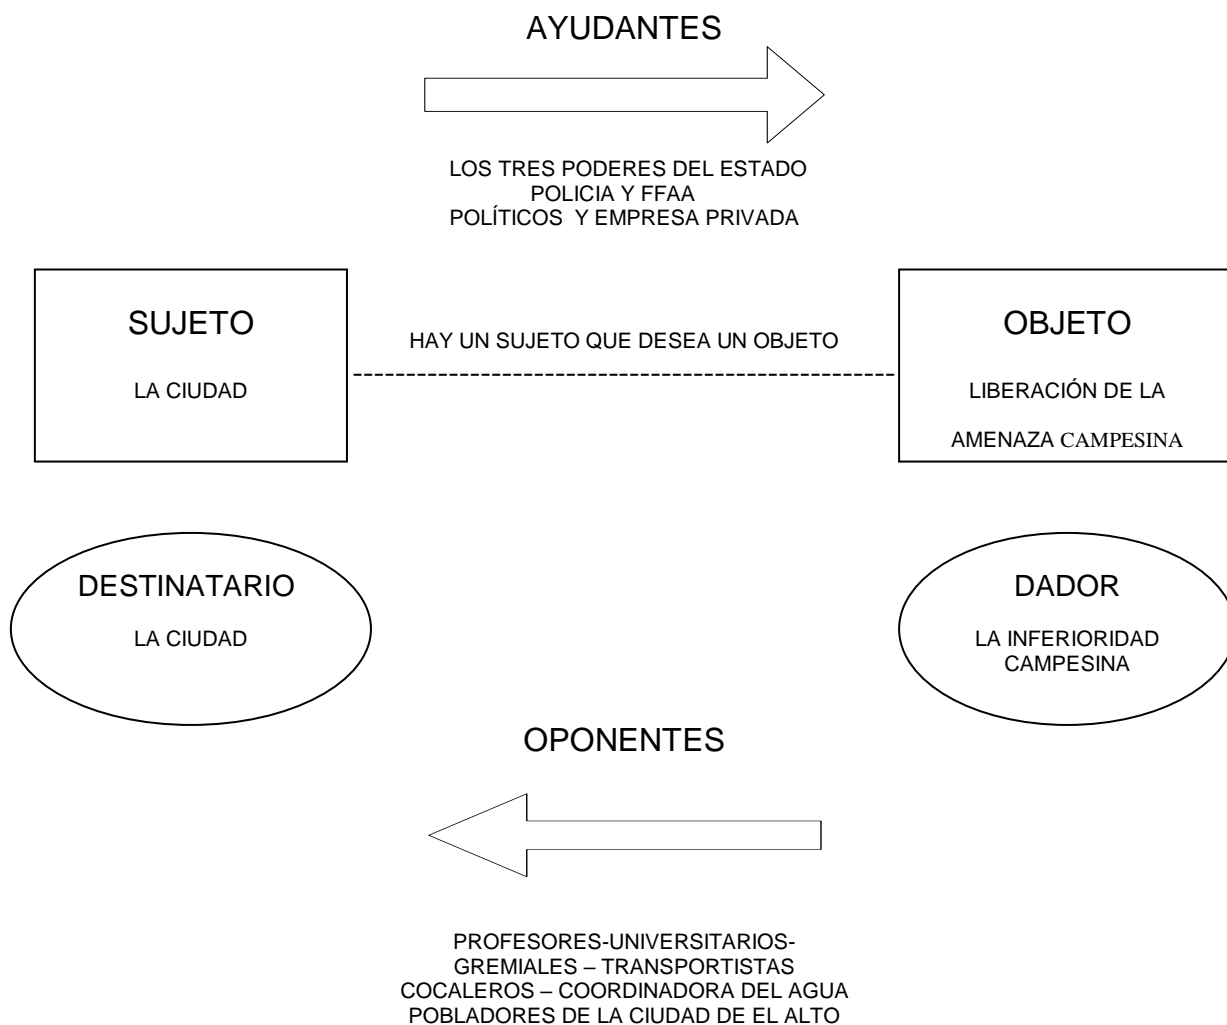 AYUDANTES
LOS TRES PODERES DEL ESTADO
POLICIA Y FFAA
POLÍTICOS Y EMPRESA PRIVADA
SUJETO
LA CIUDAD
HAY UN SUJETO QUE DESEA UN OBJETO
OBJETO
LIBERACIÓN DE LA
AMENAZA CAMPESINA
DESTINATARIO
LA CIUDAD
DADOR
LA INFERIORIDAD
CAMPESINA
OPONENTES
PROFESORES-UNIVERSITARIOS-
GREMIALES – TRANSPORTISTAS
COCALEROS – COORDINADORA DEL AGUA
POBLADORES DE LA CIUDAD DE EL ALTO